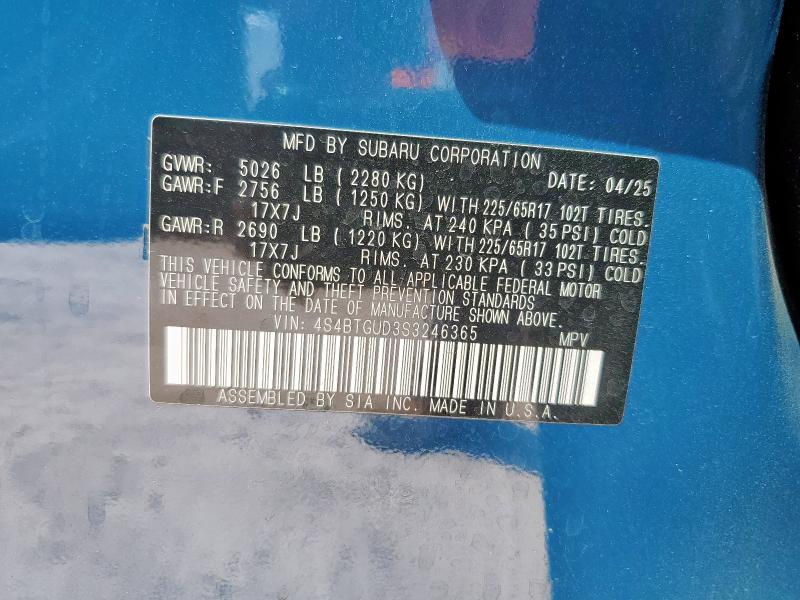 MFD BY SUBARU CORPORATION
GVWR: 5026 LB ( 2280 KG) DATE: 04/25
GAWR:F 2756 LB ( 1250 KG) WITH 225/65R17 102T TIRES.
17X7J RIMS. AT 240 KPA ( 35 PSI) COLD
GAWR:R 2690 LB ( 1220 KG) WITH 225/65R17 102T TIRES.
17X7J RIMS. AT 230 KPA ( 33 PSI) COLD
THIS VEHICLE CONFORMS TO ALL APPLICABLE FEDERAL MOTOR
VEHICLE SAFETY AND THEFT PREVENTION STANDARDS
IN EFFECT ON THE DATE OF MANUFACTURE SHOWN ABOVE.
VIN: 4S4BTGUD3S3246365 MPV
ASSEMBLED BY SIA INC. MADE IN U.S.A.